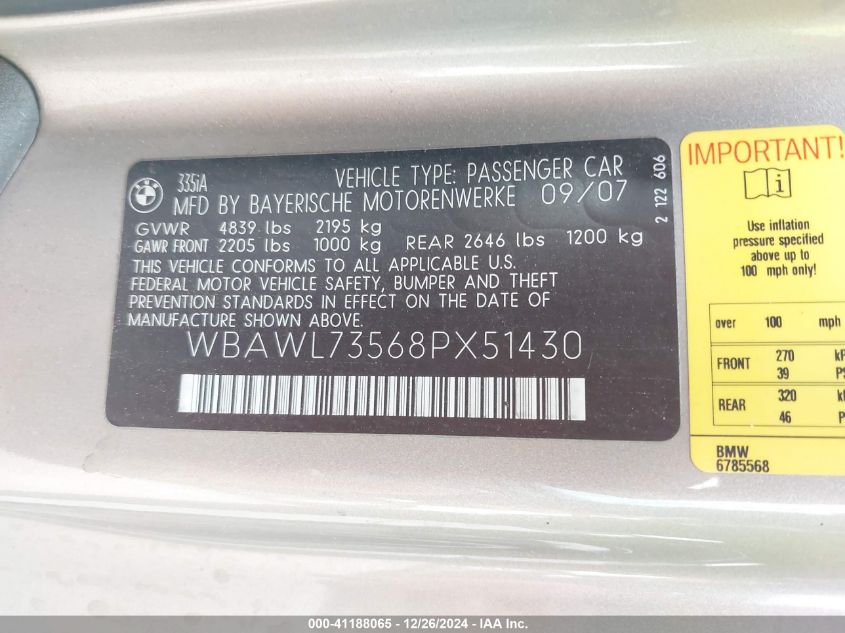 BMW
335iA
VEHICLE TYPE: PASSENGER CAR
MFD BY BAYERISCHE MOTORENWERKE 09/07
GVWR 4839 lbs 2195 kg
GAWR FRONT 2205 lbs 1000 kg REAR 2646 lbs 1200 kg
THIS VEHICLE CONFORMS TO ALL APPLICABLE U.S.
FEDERAL MOTOR VEHICLE SAFETY, BUMPER AND THEFT
PREVENTION STANDARDS IN EFFECT ON THE DATE OF
MANUFACTURE SHOWN ABOVE.
WBAWL73568PX51430
2 122 606
IMPORTANT!
i
Use inflation
pressure specified
above up to
100 mph only!
over 100 mph
FRONT 270
39
REAR 320
46
BMW
6785568
000-41188065 - 12/26/2024 - IAA Inc.